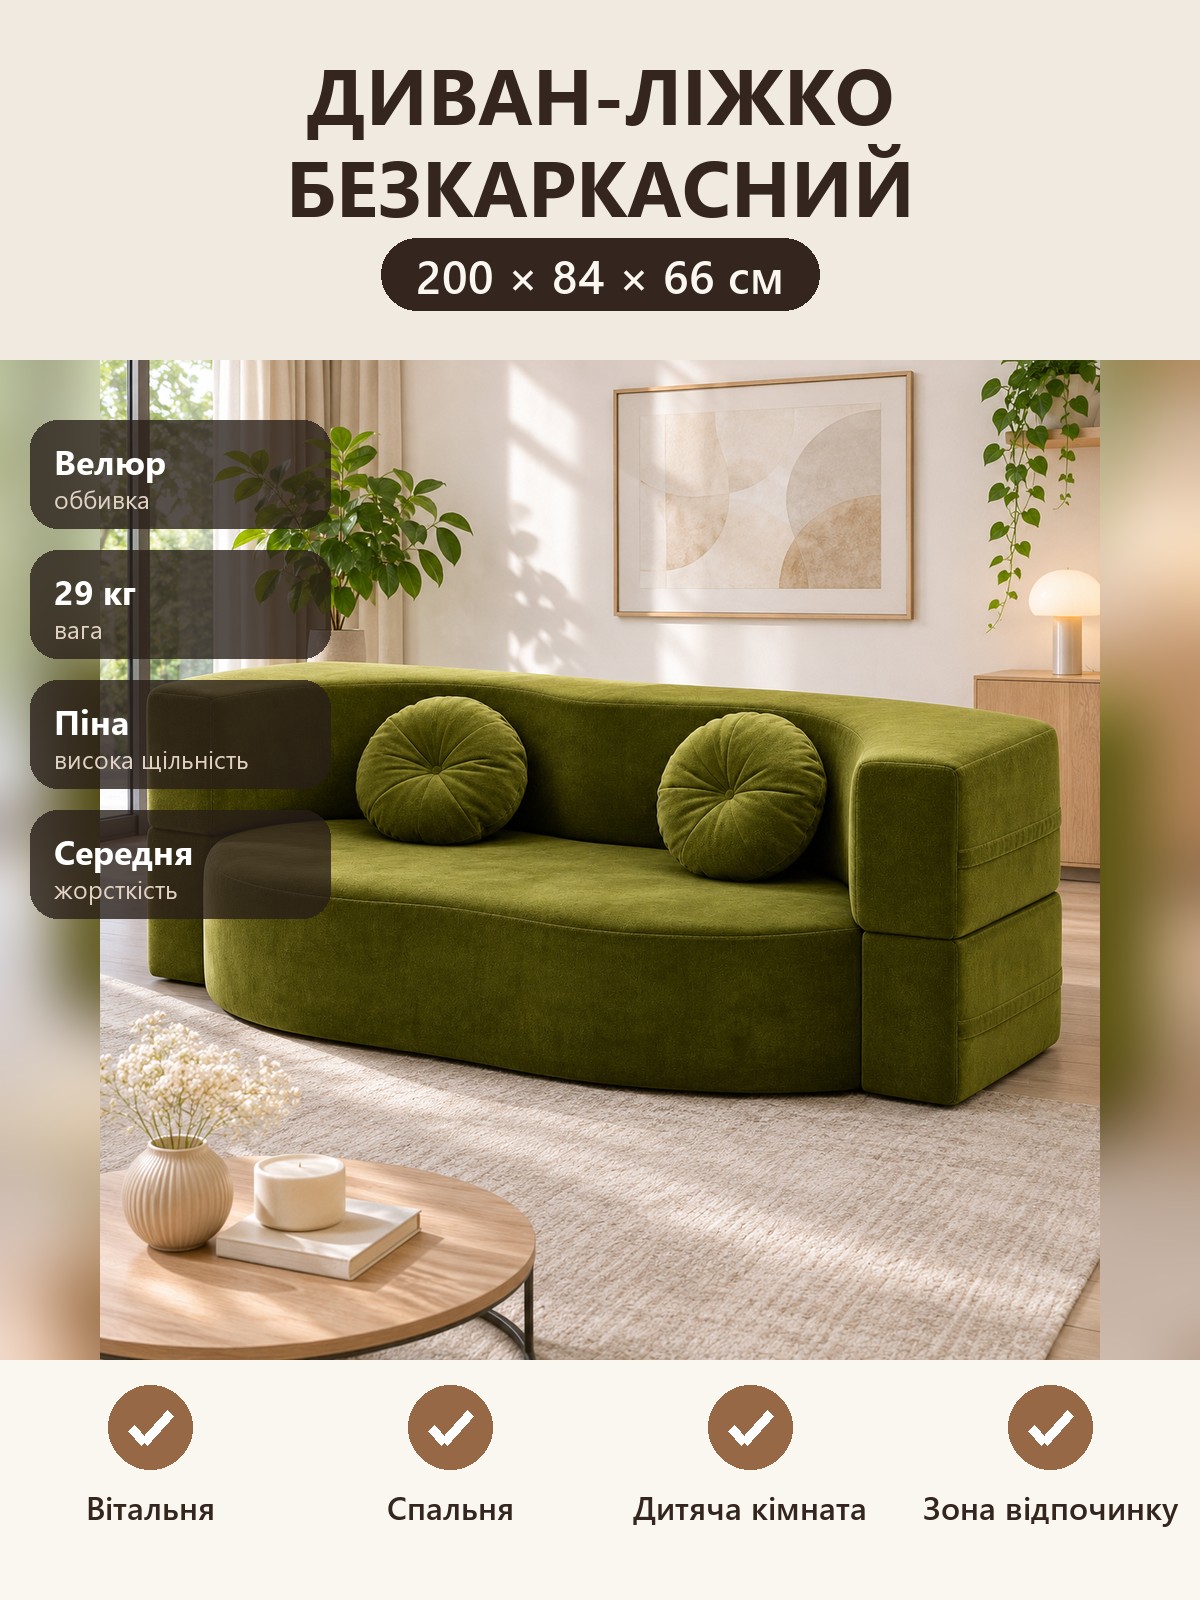 ДИВАН-ЛІЖКО
БЕЗКАРКАСНИЙ
200 × 84 × 66 см
Велюр
оббивка
29 кг
вага
Піна
висока щільність
Середня
жорсткість
Вітальня
Спальня
Дитяча кімната
Зона відпочинку